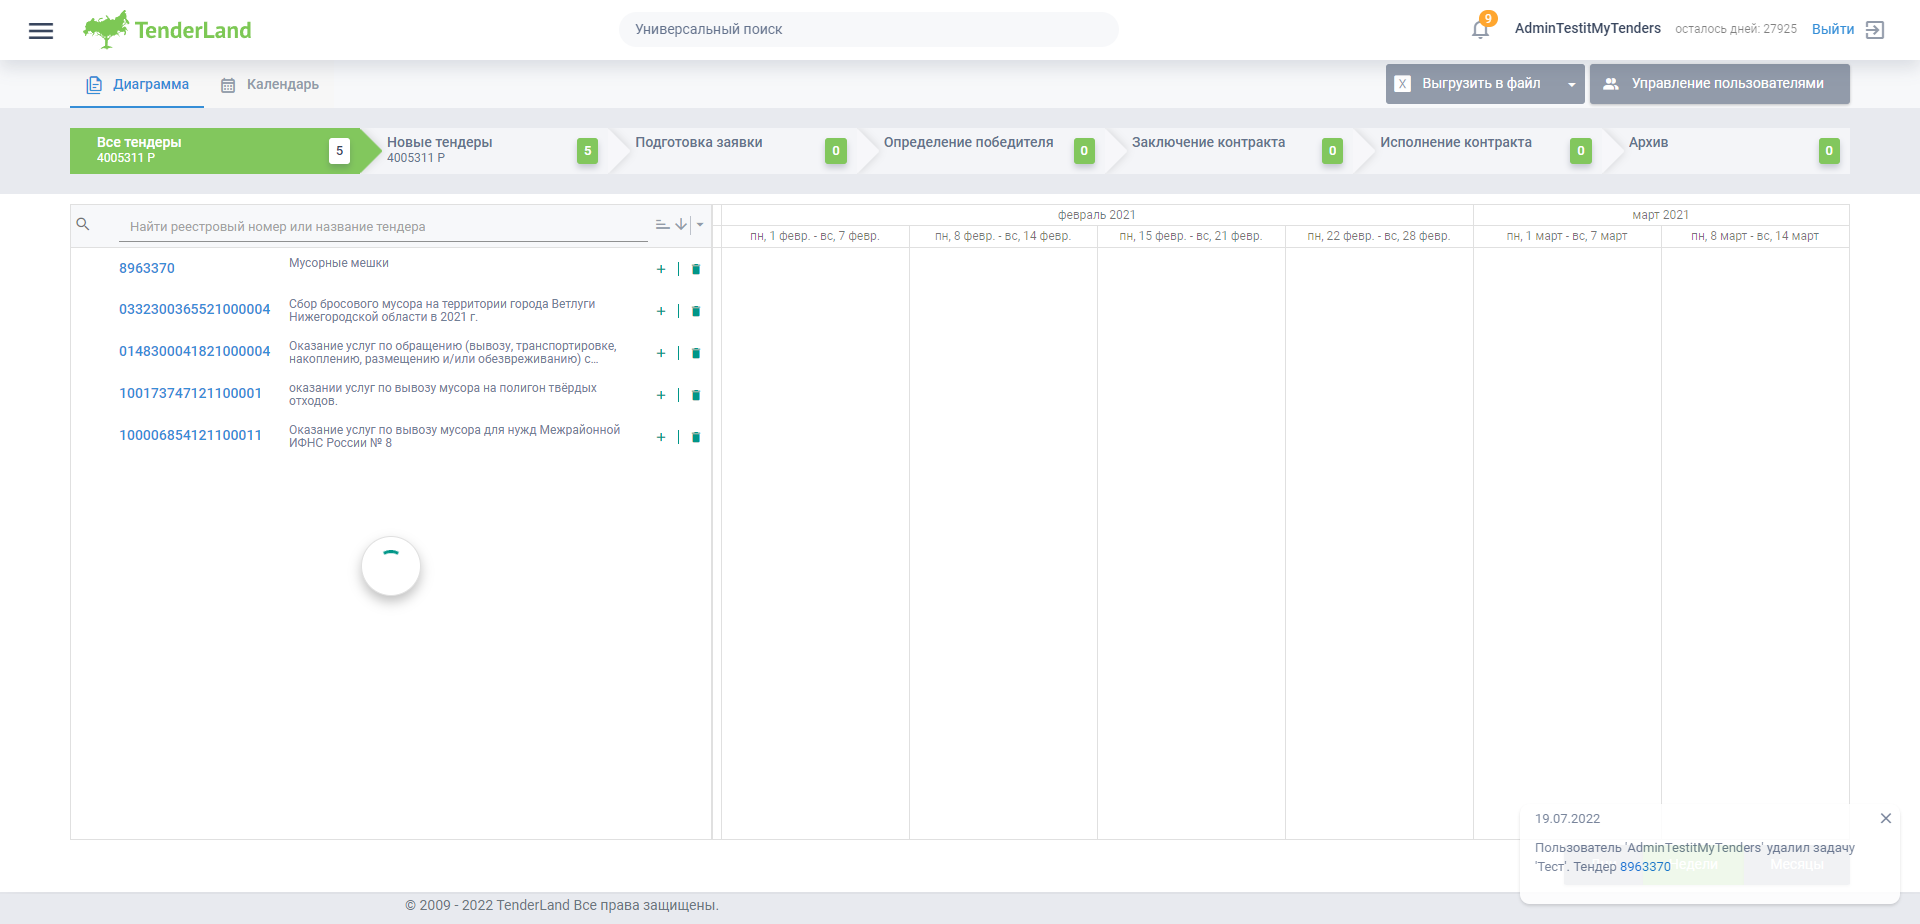 TenderLand
Универсальный поиск
9
AdminTestitMyTenders
осталось дней: 27925
Выйти
Диаграмма
Календарь
X
Выгрузить в файл
Управление пользователями
Все тендеры
4005311 Р
5
Новые тендеры
4005311 Р
5
Подготовка заявки
0
Определение победителя
0
Заключение контракта
0
Исполнение контракта
0
Архив
0
Найти реестровый номер или название тендера
февраль 2021
март 2021
пн, 1 февр. - вс, 7 февр.
пн, 8 февр. - вс, 14 февр.
пн, 15 февр. - вс, 21 февр.
пн, 22 февр. - вс, 28 февр.
пн, 1 март - вс, 7 март
пн, 8 март - вс, 14 март
8963370
Мусорные мешки
0332300365521000004
Сбор бросового мусора на территории города Ветлуги
Нижегородской области в 2021 г.
0148300041821000004
Оказание услуг по обращению (вывозу, транспортировке,
накоплению, размещению и/или обезвреживанию) с...
100173747121100001
оказании услуг по вывозу мусора на полигон твёрдых
отходов.
100006854121100011
Оказание услуг по вывозу мусора для нужд Межрайонной
ИФНС России № 8
19.07.2022
Пользователь 'AdminTestitMyTenders' удалил задачу
'Тест'. Тендер 8963370
Месяцы
© 2009 - 2022 TenderLand Все права защищены.